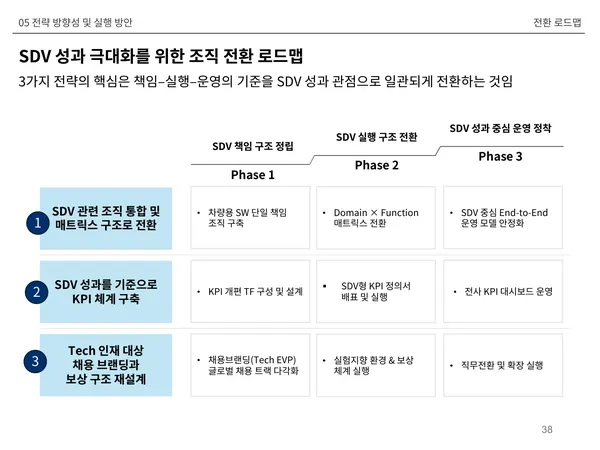 05 전략 방향성 및 실행 방안
전환 로드맵
SDV 성과 극대화를 위한 조직 전환 로드맵
3가지 전략의 핵심은 책임–실행–운영의 기준을 SDV 성과 관점으로 일관되게 전환하는 것임
SDV 책임 구조 정립
SDV 실행 구조 전환
SDV 성과 중심 운영 정착
Phase 1
Phase 2
Phase 3
1
SDV 관련 조직 통합 및
매트릭스 구조로 전환
• 차량용 SW 단일 책임
조직 구축
• Domain × Function
매트릭스 전환
• SDV 중심 End-to-End
운영 모델 안정화
2
SDV 성과를 기준으로
KPI 체계 구축
• KPI 개편 TF 구성 및 설계
▪ SDV형 KPI 정의서
배포 및 실행
• 전사 KPI 대시보드 운영
3
Tech 인재 대상
채용 브랜딩과
보상 구조 재설계
• 채용브랜딩(Tech EVP)
글로벌 채용 트랙 다각화
• 실험지향 환경 & 보상
체계 실행
• 직무전환 및 확장 실행
38